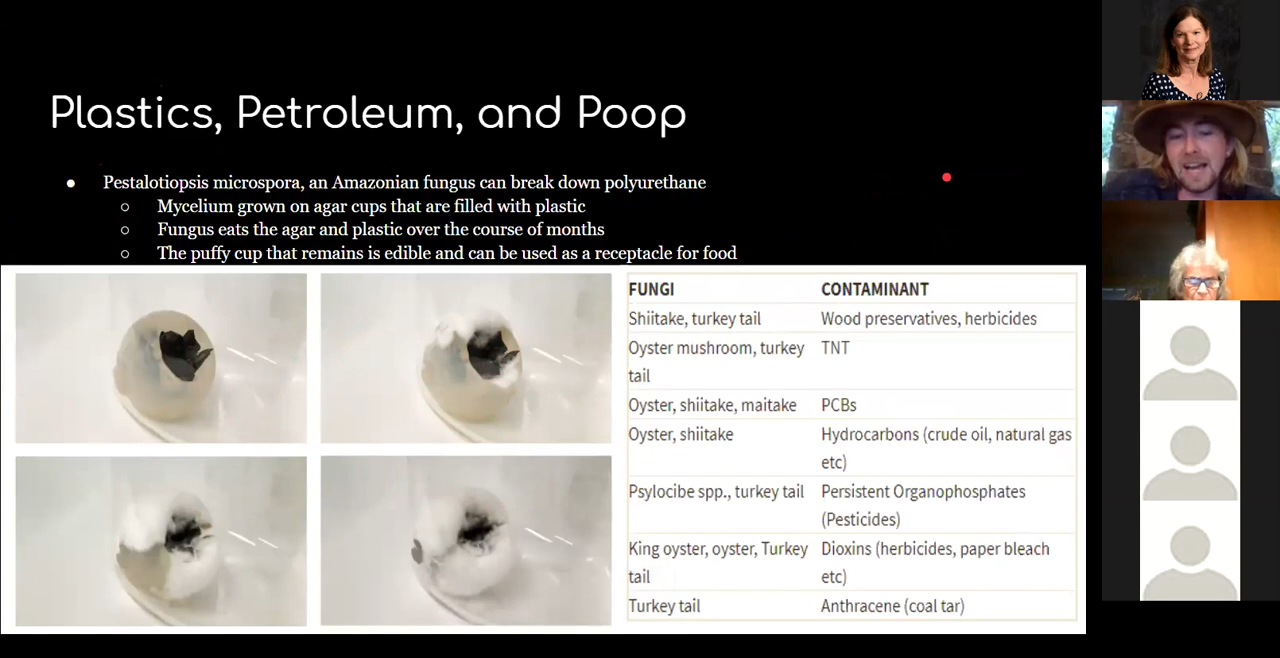 Plastics, Petroleum, and Poop
● Pestalotiopsis microspora, an Amazonian fungus can break down polyurethane
○ Mycelium grown on agar cups that are filled with plastic
○ Fungus eats the agar and plastic over the course of months
○ The puffy cup that remains is edible and can be used as a receptacle for food
FUNGI CONTAMINANT
Shiitake, turkey tail Wood preservatives, herbicides
Oyster mushroom, turkey TNT
tail
Oyster, shiitake, maitake PCBs
Oyster, shiitake Hydrocarbons (crude oil, natural gas
etc)
Psylocibe spp., turkey tail Persistent Organophosphates
(Pesticides)
King oyster, oyster, Turkey Dioxins (herbicides, paper bleach
tail etc)
Turkey tail Anthracene (coal tar)